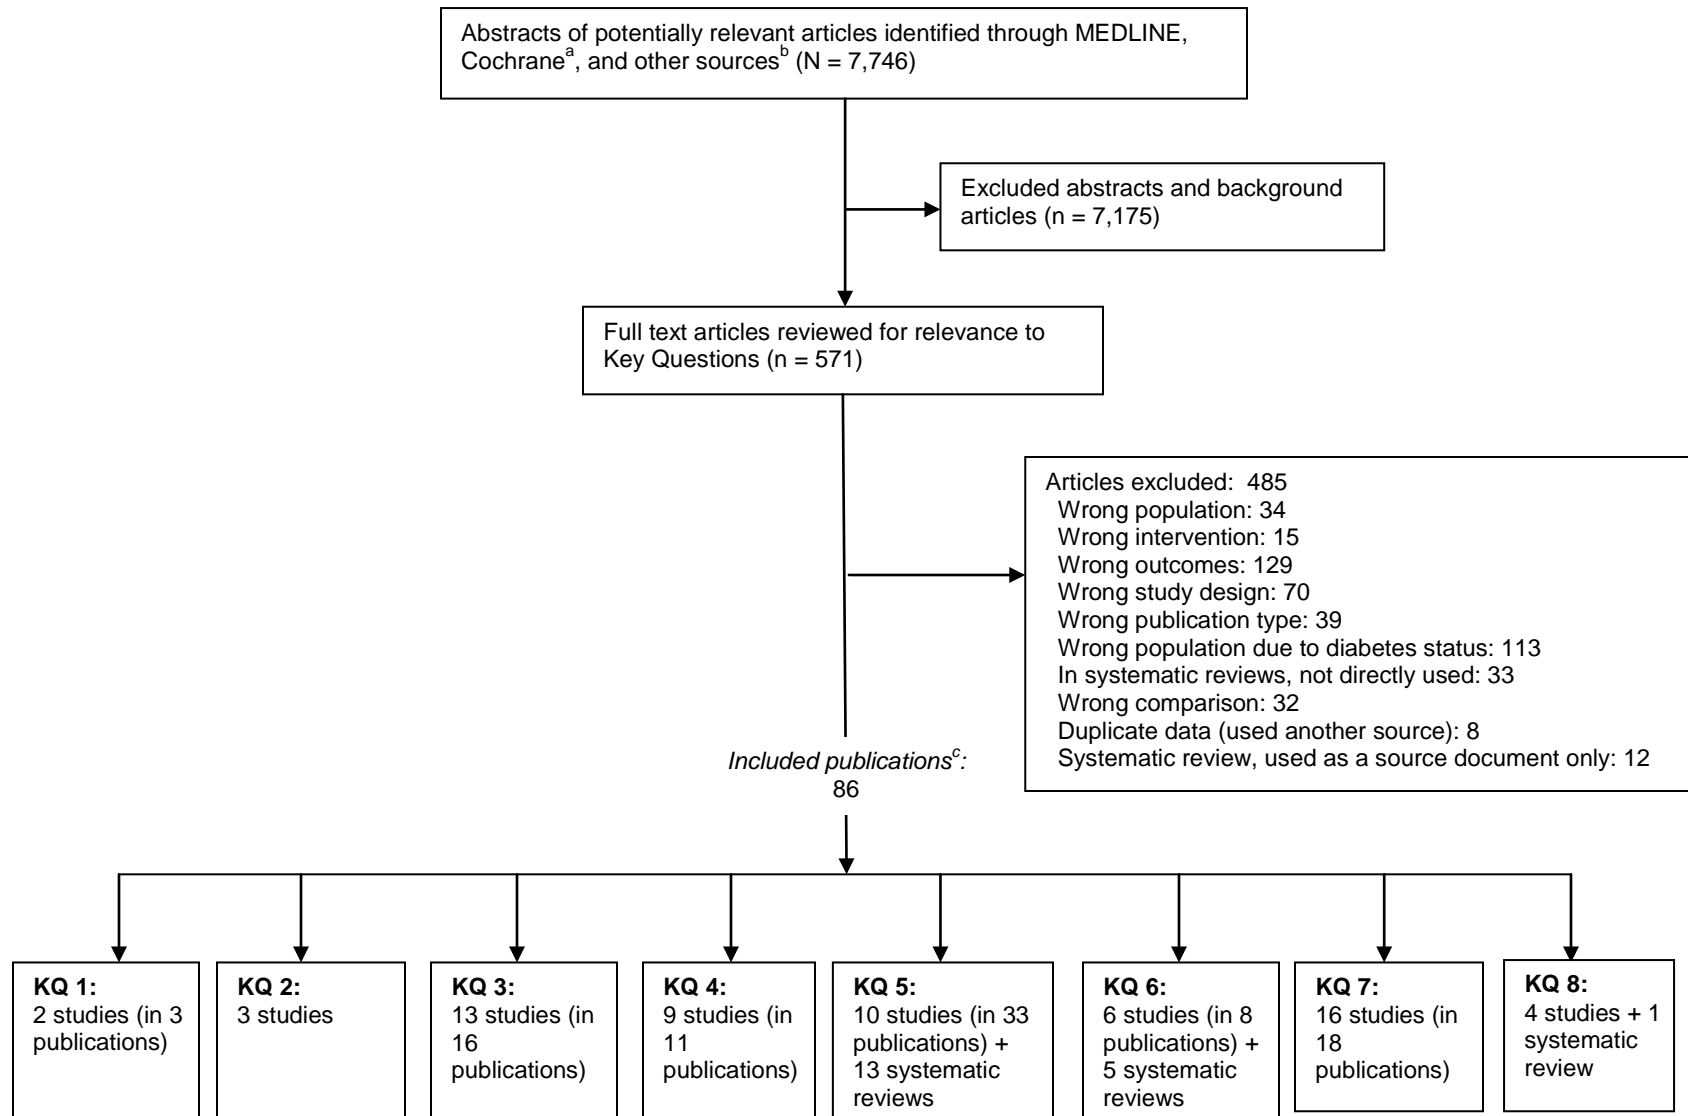 Abstracts of potentially relevant articles identified through MEDLINE,
Cochraneᵃ, and other sourcesᵇ (N = 7,746)
Excluded abstracts and background
articles (n = 7,175)
Full text articles reviewed for relevance to
Key Questions (n = 571)
Articles excluded: 485
Wrong population: 34
Wrong intervention: 15
Wrong outcomes: 129
Wrong study design: 70
Wrong publication type: 39
Wrong population due to diabetes status: 113
In systematic reviews, not directly used: 33
Wrong comparison: 32
Duplicate data (used another source): 8
Systematic review, used as a source document only: 12
Included publicationsᶜ:
86
KQ 1:
2 studies (in 3
publications)
KQ 2:
3 studies
KQ 3:
13 studies (in
16
publications)
KQ 4:
9 studies (in
11
publications)
KQ 5:
10 studies (in 33
publications) +
13 systematic
reviews
KQ 6:
6 studies (in 8
publications) +
5 systematic
reviews
KQ 7:
16 studies (in
18
publications)
KQ 8:
4 studies + 1
systematic
review